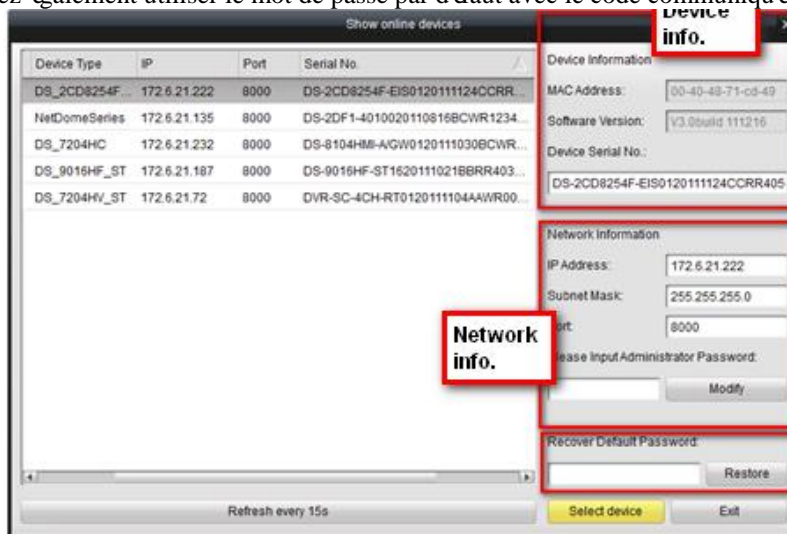 également utiliser le mot de passe par défaut avec le code communiqu
Show online devices
Device Type IP Port Serial No.
DS_2CD8254F... 172.6.21.222 8000 DS-2CD8254F-EIS0120111124CCRR...
NetDomeSeries 172.6.21.135 8000 DS-2DF1-4010020110816BCWR1234...
DS_7204HC 172.6.21.232 8000 DS-8104HMI-A/GW0120111030BCWR...
DS_9016HF_ST 172.6.21.187 8000 DS-9016HF-ST1620111021BBRR403...
DS_7204HV_ST 172.6.21.72 8000 DVR-SC-4CH-RT0120111104AAWR00...
Refresh every 15s
Device
info.
Device Information
MAC Address: 00-40-48-71-cd-49
Software Version: V3.0build 111216
Device Serial No.:
DS-2CD8254F-EIS0120111124CCRR405
Network info.
Network Information
IP Address: 172.6.21.222
Subnet Mask: 255.255.255.0
ort: 8000
ease Input Administrator Password:
Modify
Recover Default Password:
Restore
Select device Exit